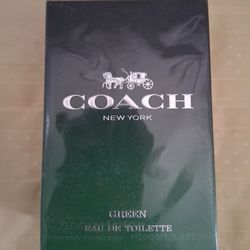 COACH
NEW YORK
GREEN
EAU DE TOILETTE